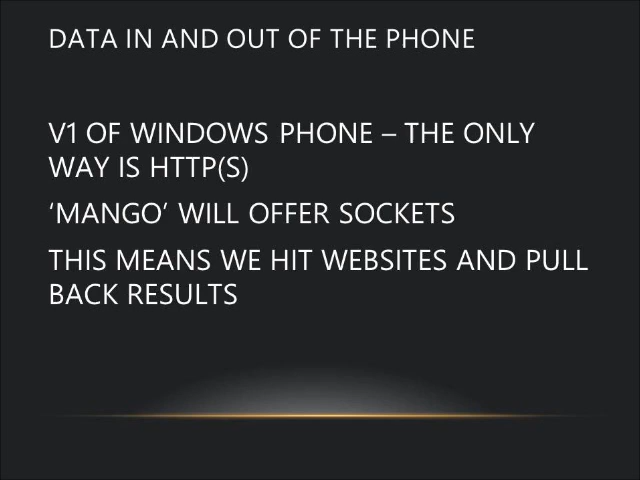 DATA IN AND OUT OF THE PHONE
V1 OF WINDOWS PHONE – THE ONLY
WAY IS HTTP(S)
‘MANGO’ WILL OFFER SOCKETS
THIS MEANS WE HIT WEBSITES AND PULL
BACK RESULTS